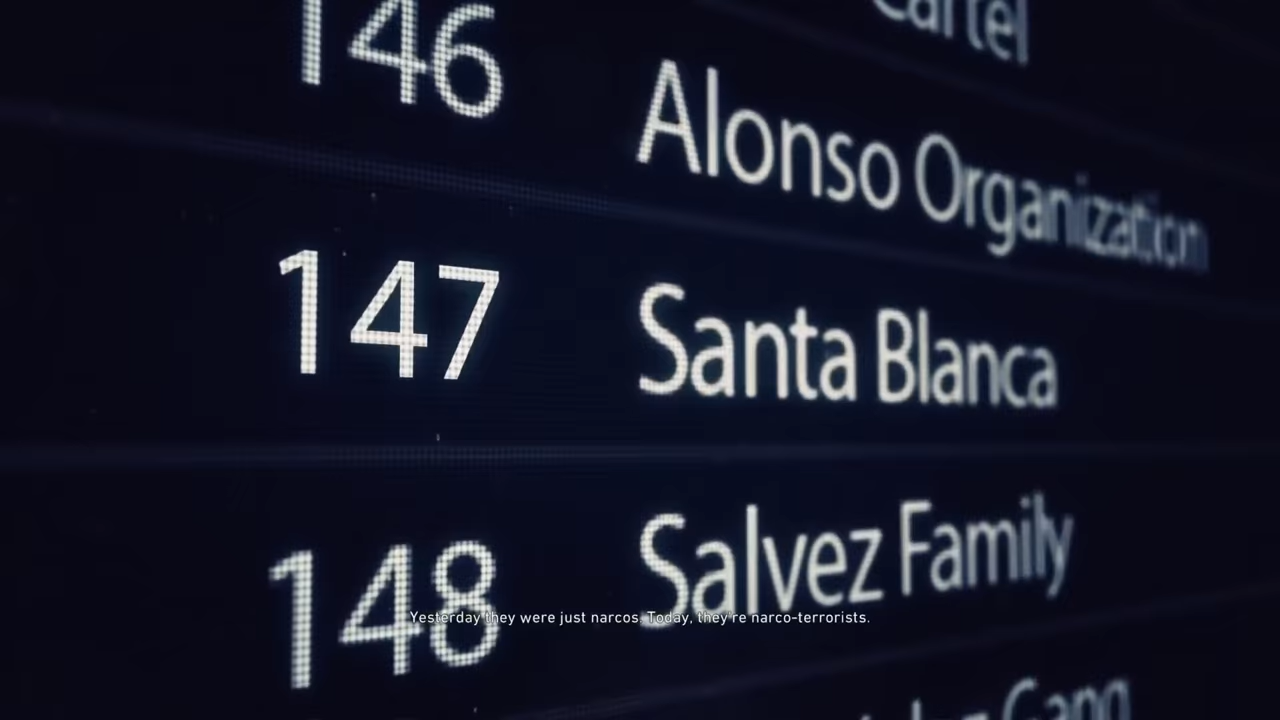 Cartel
146 Alonso Organization
147 Santa Blanca
148 Salvez Family
Yesterday they were just narcos. Today, they're narco-terrorists.
Gang